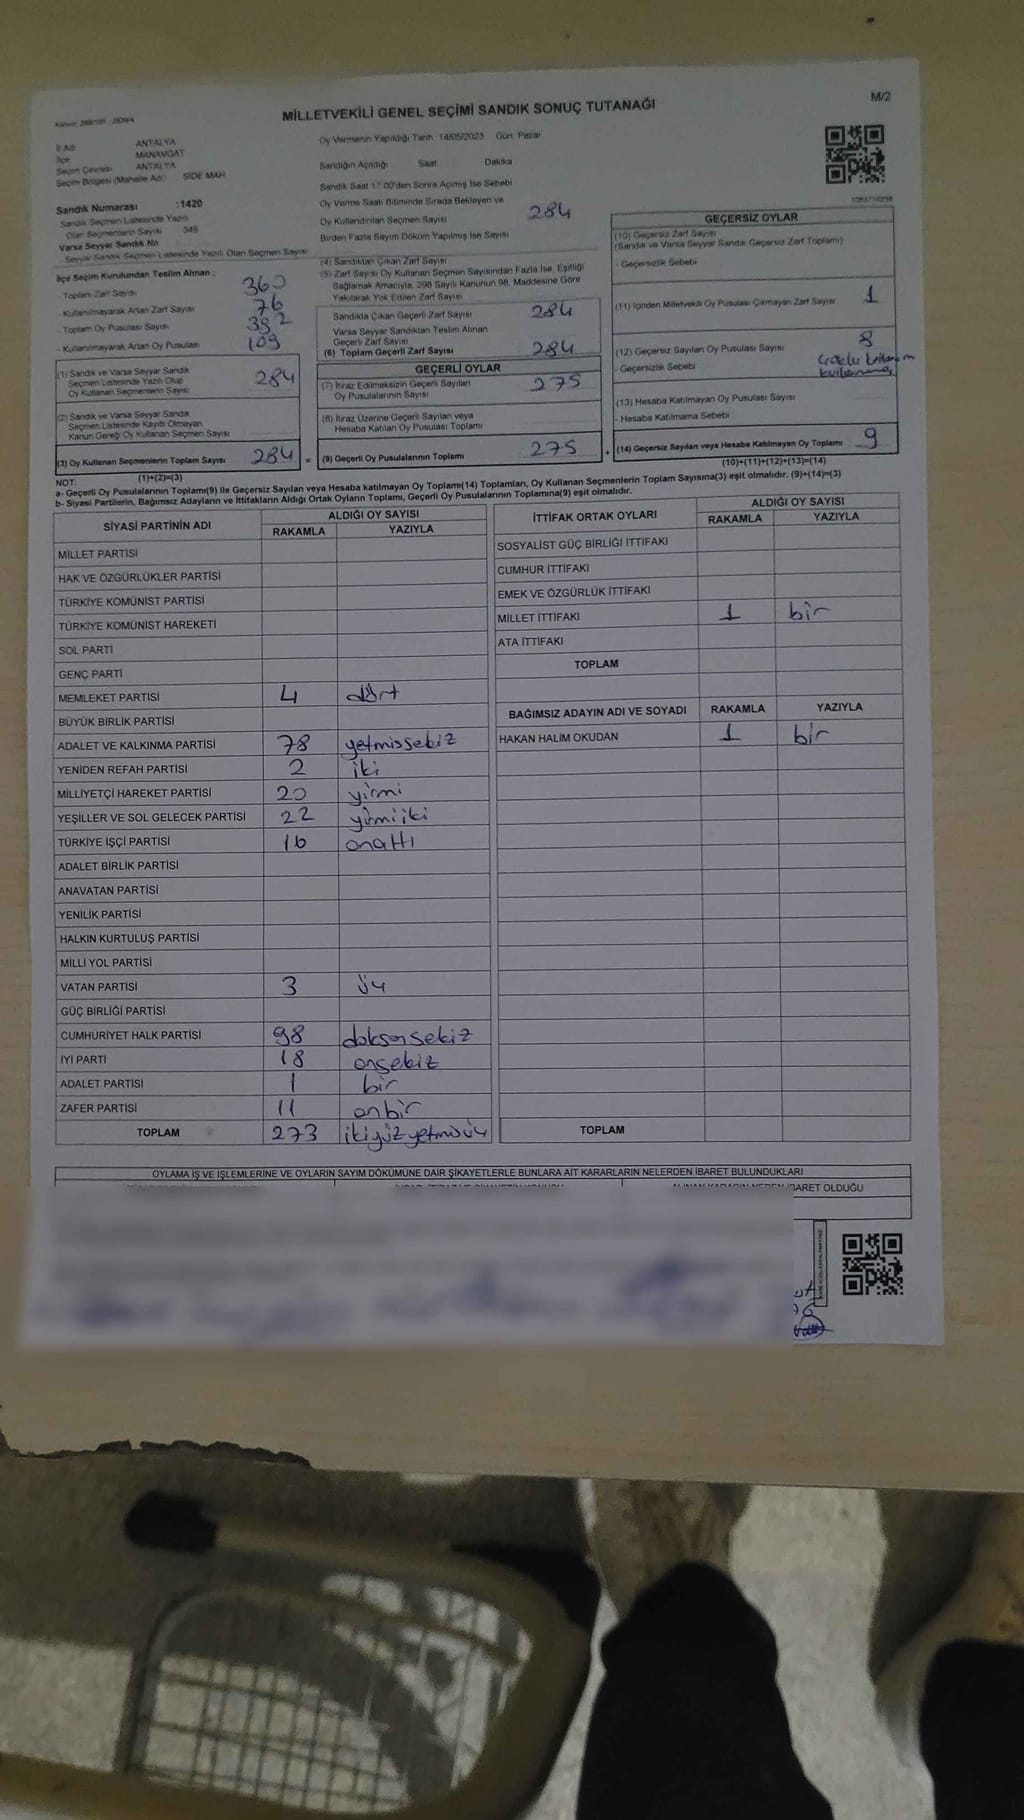 MİLLETVEKİLİ GENEL SEÇİMİ SANDIK SONUÇ TUTANAĞI
M/2
İl Adı ANTALYA
İlçe MANAVGAT
Seçim Çevresi ANTALYA
Seçim Bölgesi (Mahalle Adı) SİDE MAH
Sandık Numarası :1420
Sandık Seçmen Listesinde Yazılı
Olan Seçmenlerin Sayısı 349
Varsa Seyyar Sandık No
- Seyyar Sandık Seçmen Listesinde Yazılı Olan Seçmen Sayısı
Oy Vermenin Yapıldığı Tarih 14/05/2023 Gün: Pazar
Sandığın Açıldığı Saat Dakika
Sandık Saat 17:00'den Sonra Açılmış İse Sebebi
Oy Verme Saati Bitiminde Sırada Bekleyen ve
Oy Kullandırılan Seçmen Sayısı 284
Birden Fazla Sayım Döküm Yapılmış İse Sayısı
İlçe Seçim Kurulundan Teslim Alınan :
Toplam Zarf Sayısı 360
- Kullanılmayarak Artan Zarf Sayısı 76
- Toplam Oy Pusulası Sayısı
- Kullanılmayarak Artan Oy Pusulası 109
(1) Sandık ve Varsa Seyyar Sandık
Seçmen Listesinde Yazılı Olup
Oy Kullanan Seçmenlerin Sayısı 284
(2) Sandık ve Varsa Seyyar Sandık
Seçmen Listesinde Kayıtlı Olmayan
Kanun Gereği Oy Kullanan Seçmen Sayısı
(3) Oy Kullanan Seçmenlerin Toplam Sayısı 284 =
(1)+(2)=(3)
(4) Sandıktan Çıkan Zarf Sayısı
(5) Zarf Sayısı Oy Kullanan Seçmen Sayısından Fazla İse, Eşitliği
Sağlamak Amacıyla, 298 Sayılı Kanunun 98. Maddesine Göre
Yakılarak Yok Edilen Zarf Sayısı
Sandıkta Çıkan Geçerli Zarf Sayısı 284
Varsa Seyyar Sandıktan Teslim Alınan
Geçerli Zarf Sayısı
(6) Toplam Geçerli Zarf Sayısı 284
GEÇERLİ OYLAR
(7) İtiraz Edilmeksizin Geçerli Sayılan
Oy Pusulalarının Sayısı 275
(8) İtiraz Üzerine Geçerli Sayılan veya
Hesaba Katılan Oy Pusulası Toplamı
(9) Geçerli Oy Pusulalarının Toplamı 275 +
GEÇERSİZ OYLAR
(10) Geçersiz Zarf Sayısı
(Sandık ve Varsa Seyyar Sandık Geçersiz Zarf Toplamı)
- Geçersizlik Sebebi
(11) İçinden Milletvekili Oy Pusulası Çıkmayan Zarf Sayısı 1
(12) Geçersiz Sayılan Oy Pusulası Sayısı 8
- Geçersizlik Sebebi
(13) Hesaba Katılmayan Oy Pusulası Sayısı
- Hesaba Katılmama Sebebi
(14) Geçersiz Sayılan veya Hesaba Katılmayan Oy Toplamı 9
(10)+(11)+(12)+(13)=(14)
NOT:
a- Geçerli Oy Pusulalarının Toplamı(9) ile Geçersiz Sayılan veya Hesaba Katılmayan Oy Toplamı(14) Toplamları, Oy Kullanan Seçmenlerin Toplam Sayısına(3) eşit olmalıdır. (9)+(14)=(3)
b- Siyasi Partilerin, Bağımsız Adayların ve İttifakların Aldığı Ortak Oyların Toplamı, Geçerli Oy Pusulalarının Toplamına(9) eşit olmalıdır.
SİYASİ PARTİNİN ADI ALDIĞI OY SAYISI
RAKAMLA YAZIYLA
MİLLET PARTİSİ
HAK VE ÖZGÜRLÜKLER PARTİSİ
TÜRKİYE KOMÜNİST PARTİSİ
TÜRKİYE KOMÜNİST HAREKETİ
SOL PARTİ
GENÇ PARTİ
MEMLEKET PARTİSİ 4 dört
BÜYÜK BİRLİK PARTİSİ
ADALET VE KALKINMA PARTİSİ 78 yetmişsekiz
YENİDEN REFAH PARTİSİ 2 iki
MİLLİYETÇİ HAREKET PARTİSİ 20 yirmi
YEŞİLLER VE SOL GELECEK PARTİSİ 22 yirmiiki
TÜRKİYE İŞÇİ PARTİSİ 16 onaltı
ADALET BİRLİK PARTİSİ
ANAVATAN PARTİSİ
YENİLİK PARTİSİ
HALKIN KURTULUŞ PARTİSİ
MİLLİ YOL PARTİSİ
VATAN PARTİSİ 3 üç
GÜÇ BİRLİĞİ PARTİSİ
CUMHURİYET HALK PARTİSİ 98 doksansekiz
İYİ PARTİ 18 onsekiz
ADALET PARTİSİ 1 bir
ZAFER PARTİSİ 11 onbir
TOPLAM 273 ikiyüzyetmişüç
İTTİFAK ORTAK OYLARI ALDIĞI OY SAYISI
RAKAMLA YAZIYLA
SOSYALİST GÜÇ BİRLİĞİ İTTİFAKI
CUMHUR İTTİFAKI
EMEK VE ÖZGÜRLÜK İTTİFAKI
MİLLET İTTİFAKI 1 bir
ATA İTTİFAKI
TOPLAM
BAĞIMSIZ ADAYIN ADI VE SOYADI RAKAMLA YAZIYLA
HAKAN HALİM OKUDAN 1 bir
TOPLAM
OYLAMA İŞ VE İŞLEMLERİNE VE OYLARIN SAYIM DÖKÜMÜNE DAİR ŞİKAYETLERLE BUNLARA AİT KARARLARIN NELERDEN İBARET BULUNDUKLARI
İBARET OLDUĞU